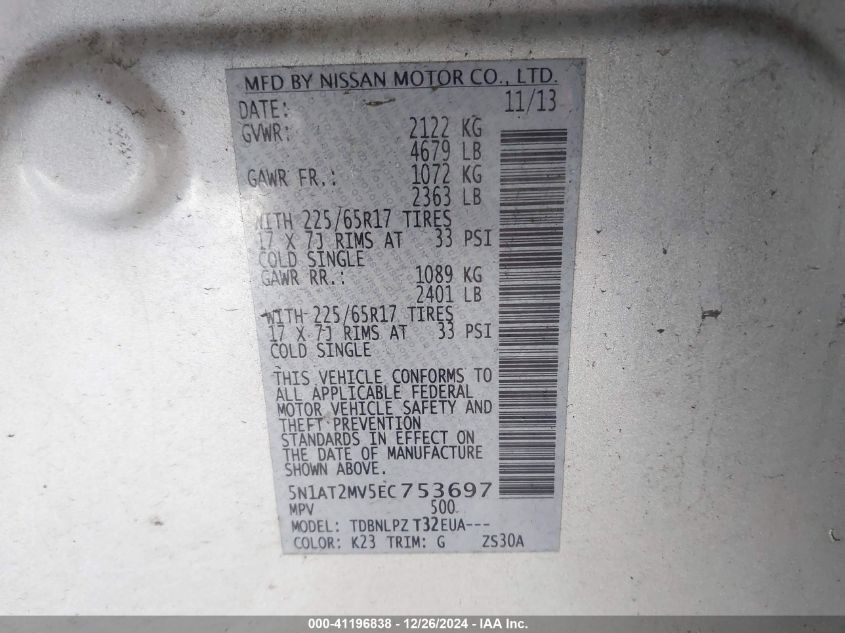 MFD BY NISSAN MOTOR CO., LTD.
DATE: 11/13
GVWR: 2122 KG
4679 LB
GAWR FR.: 1072 KG
2363 LB
WITH 225/65R17 TIRES
17 X 7J RIMS AT 33 PSI
COLD SINGLE
GAWR RR.: 1089 KG
2401 LB
WITH 225/65R17 TIRES
17 X 7J RIMS AT 33 PSI
COLD SINGLE
THIS VEHICLE CONFORMS TO
ALL APPLICABLE FEDERAL
MOTOR VEHICLE SAFETY AND
THEFT PREVENTION
STANDARDS IN EFFECT ON
THE DATE OF MANUFACTURE
SHOWN ABOVE.
5N1AT2MV5EC753697
MPV 500
MODEL: TDBNLPZ T32EUA---
COLOR: K23 TRIM: G ZS30A
000-41196838 - 12/26/2024 - IAA Inc.